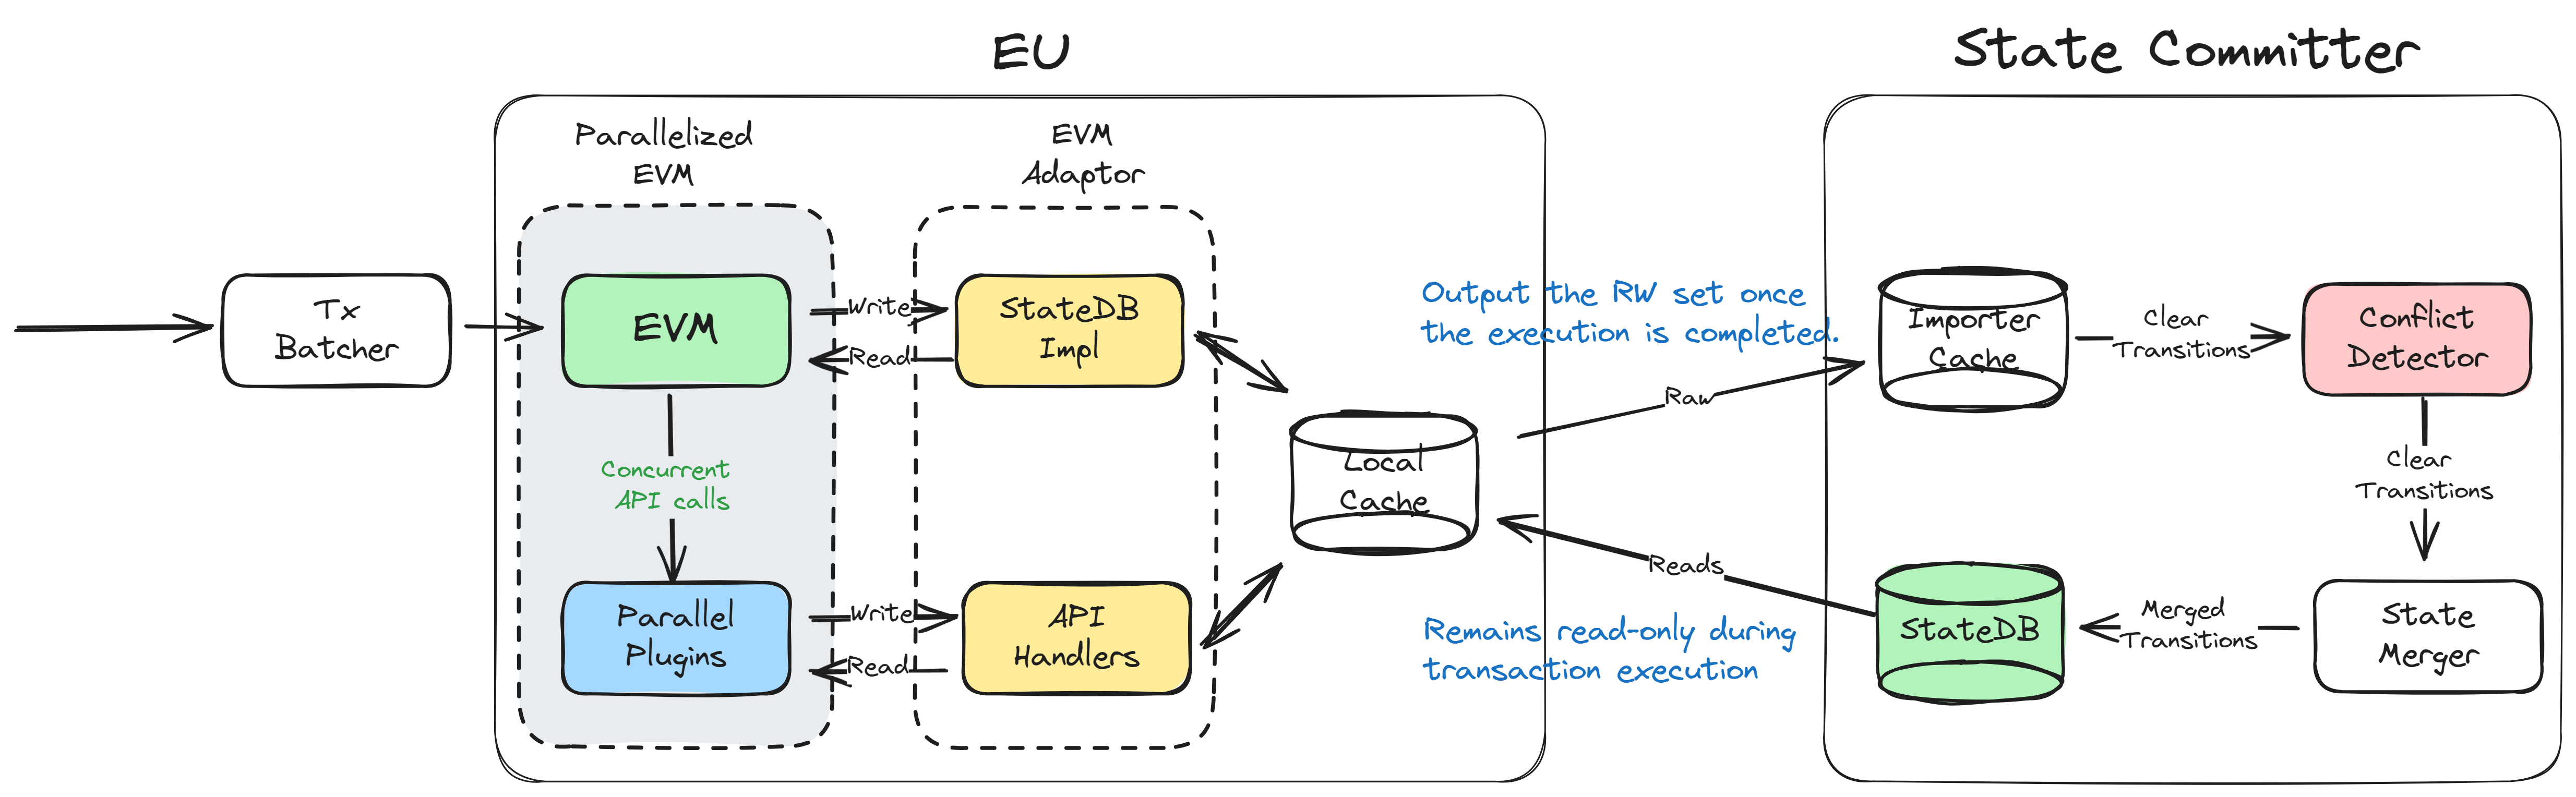 EU
State Committer
Parallelized
EVM
EVM
Adaptor
Tx
Batcher
EVM
Write
Read
StateDB
Impl
Concurrent
API calls
Parallel
Plugins
Write
Read
API
Handlers
Local
Cache
Output the RW set once
the execution is completed.
Raw
Reads
Remains read-only during
transaction execution
Importer
Cache
Clear
Transitions
Conflict
Detector
Clear
Transitions
State
Merger
Merged
Transitions
StateDB